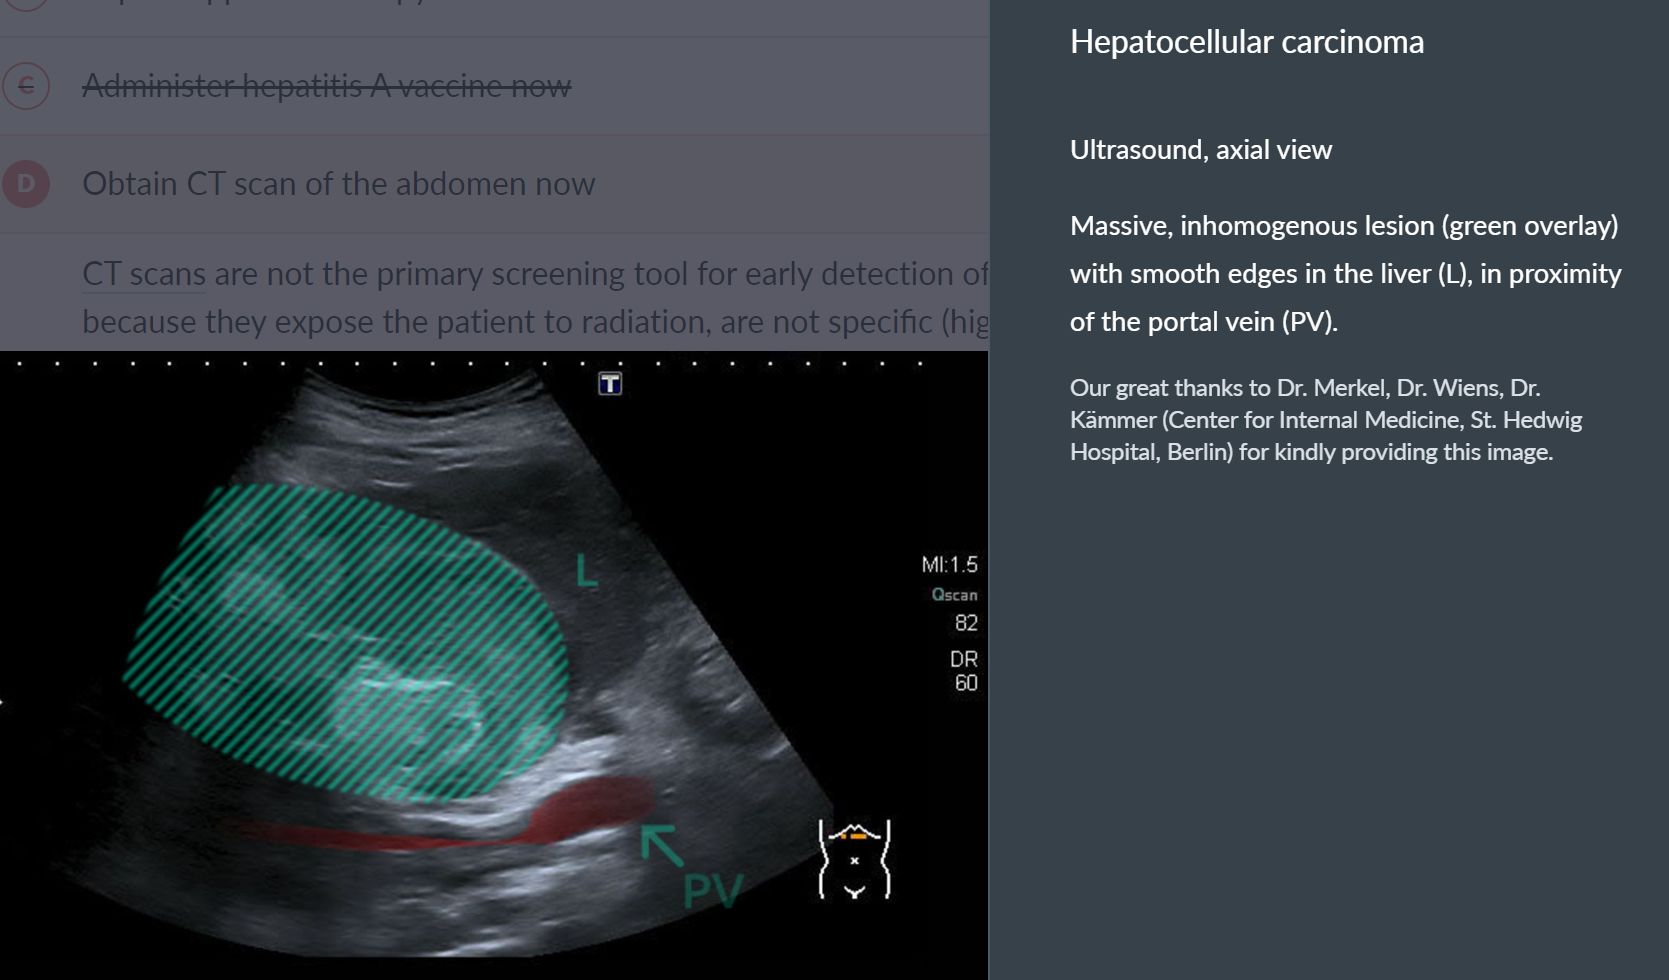 C
Administer hepatitis A vaccine now
D
Obtain CT scan of the abdomen now
CT scans are not the primary screening tool for early detection of
because they expose the patient to radiation, are not specific
T
L
MI:1.5
Qscan
82
DR
60
PV
Hepatocellular carcinoma
Ultrasound, axial view
Massive, inhomogenous lesion (green overlay)
with smooth edges in the liver (L), in proximity
of the portal vein (PV).
Our great thanks to Dr. Merkel, Dr. Wiens, Dr.
Kämmer (Center for Internal Medicine, St. Hedwig
Hospital, Berlin) for kindly providing this image.